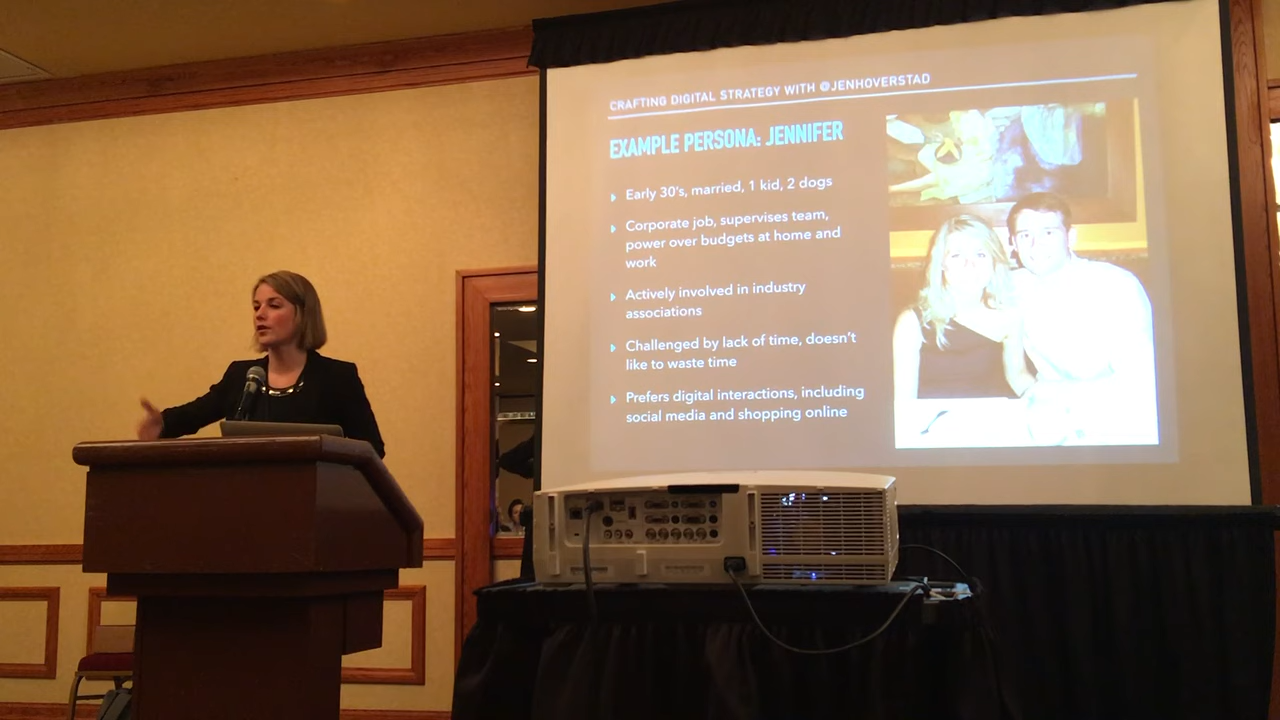 CRAFTING DIGITAL STRATEGY WITH @JENHOVERSTAD
EXAMPLE PERSONA: JENNIFER
Early 30's, married, 1 kid, 2 dogs
Corporate job, supervises team,
power over budgets at home and
work
Actively involved in industry
associations
Challenged by lack of time, doesn't
like to waste time
Prefers digital interactions, including
social media and shopping online